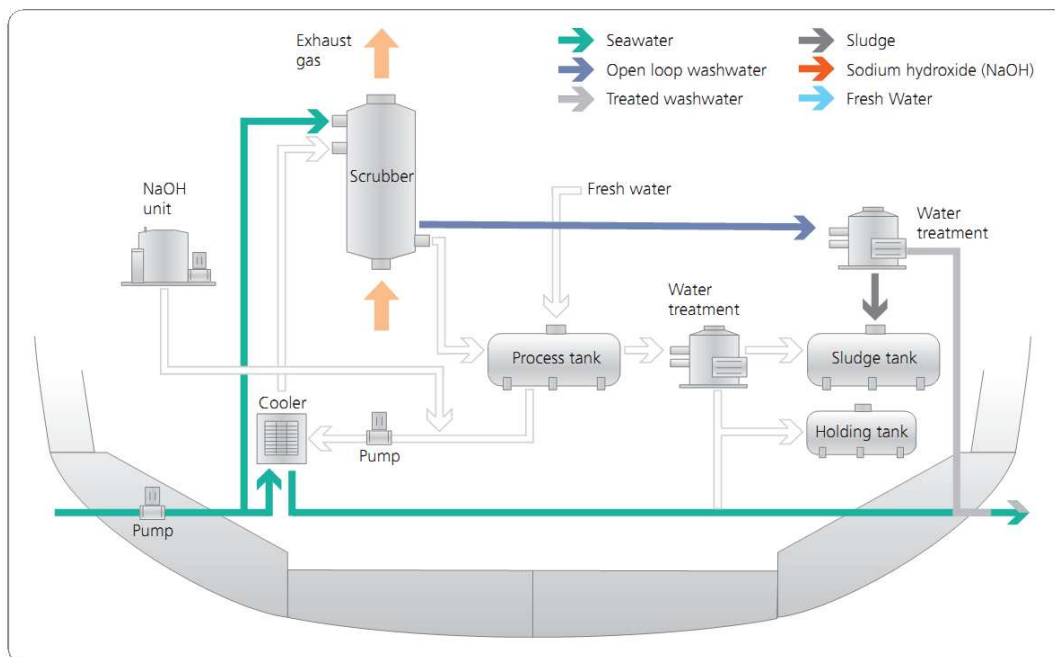 Exhaust
gas
Seawater
Open loop washwater
Treated washwater
Sludge
Sodium hydroxide (NaOH)
Fresh Water
Scrubber
NaOH
unit
Fresh water
Water
treatment
Water
treatment
Process tank
Sludge tank
Cooler
Pump
Holding tank
Pump